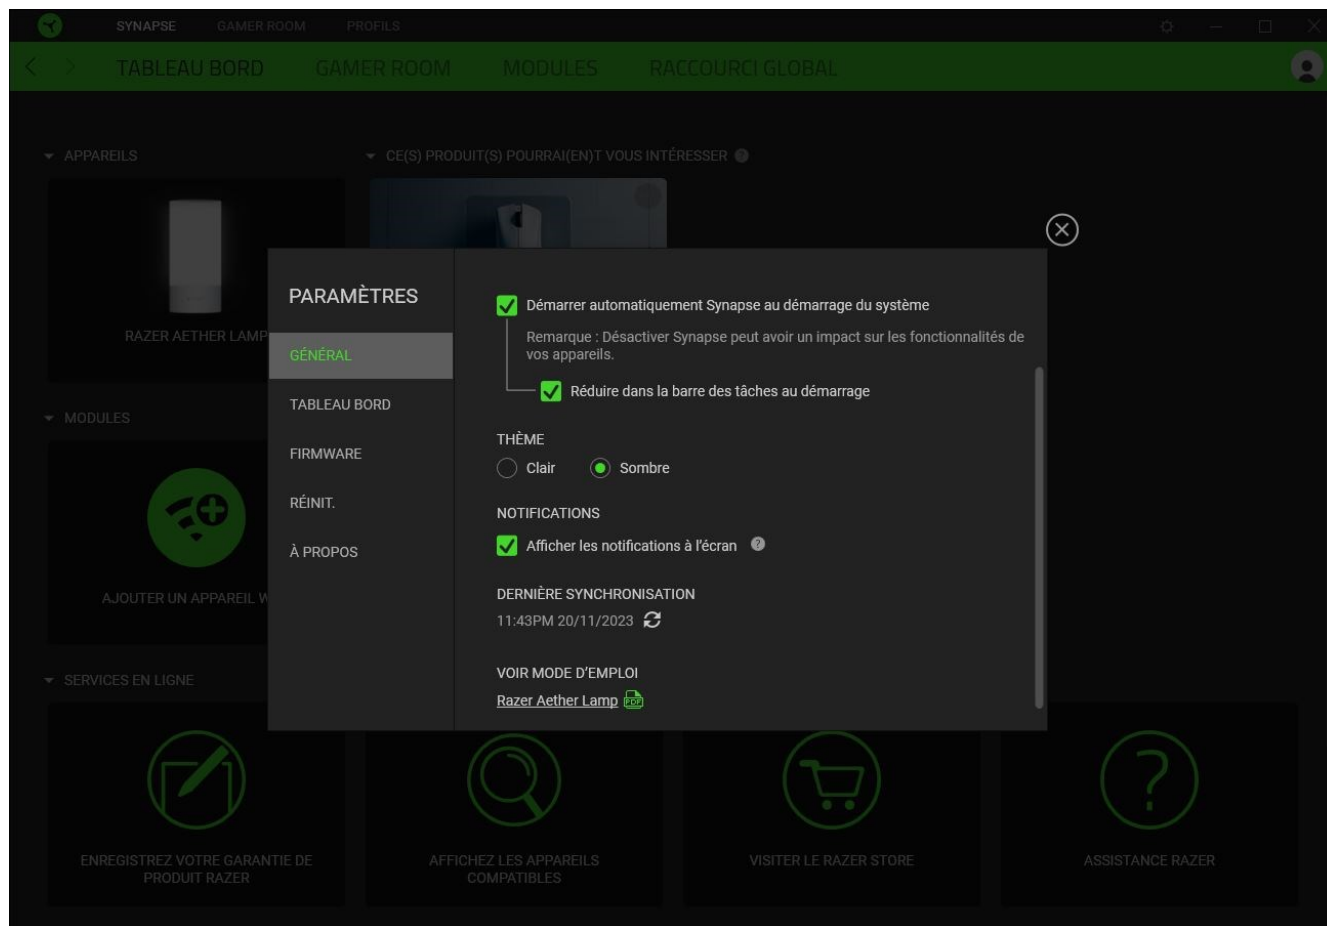 SYNAPSE GAMER ROOM PROFILS
TABLEAU BORD GAMER ROOM MODULES RACCOURCI GLOBAL
APPAREILS
CE(S) PRODUIT(S) POURRAI(EN)T VOUS INTÉRESSER ?
RAZER AETHER LAMP
MODULES
AJOUTER UN APPAREIL W
SERVICES EN LIGNE
PARAMÈTRES
GÉNÉRAL
TABLEAU BORD
FIRMWARE
RÉINIT.
À PROPOS
Démarrer automatiquement Synapse au démarrage du système
Remarque : Désactiver Synapse peut avoir un impact sur les fonctionnalités de
vos appareils.
Réduire dans la barre des tâches au démarrage
THÈME
Clair Sombre
NOTIFICATIONS
Afficher les notifications à l'écran ?
DERNIÈRE SYNCHRONISATION
11:43PM 20/11/2023
VOIR MODE D'EMPLOI
Razer Aether Lamp PDF
ENREGISTREZ VOTRE GARANTIE DE
PRODUIT RAZER
AFFICHEZ LES APPAREILS
COMPATIBLES
VISITER LE RAZER STORE
ASSISTANCE RAZER